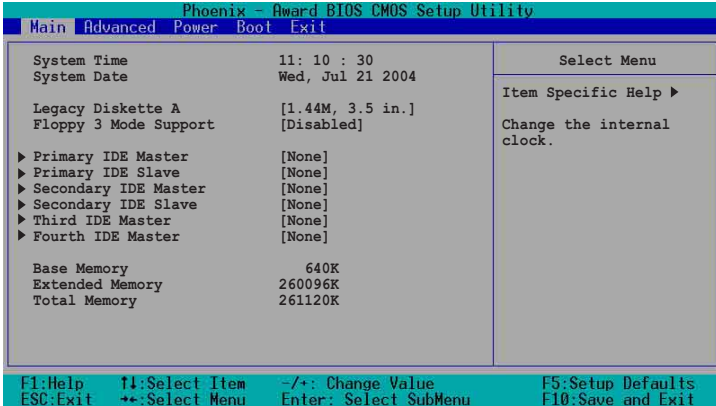 Phoenix - Award BIOS CMOS Setup Utility
Main Advanced Power Boot Exit
System Time 11: 10 : 30
System Date Wed, Jul 21 2004
Legacy Diskette A [1.44M, 3.5 in.]
Floppy 3 Mode Support [Disabled]
Primary IDE Master [None]
Primary IDE Slave [None]
Secondary IDE Master [None]
Secondary IDE Slave [None]
Third IDE Master [None]
Fourth IDE Master [None]
Base Memory 640K
Extended Memory 260096K
Total Memory 261120K
Select Menu
Item Specific Help ▶
Change the internal
clock.
F1:Help ↑↓:Select Item -/+: Change Value F5:Setup Defaults
ESC:Exit →←:Select Menu Enter: Select SubMenu F10:Save and Exit